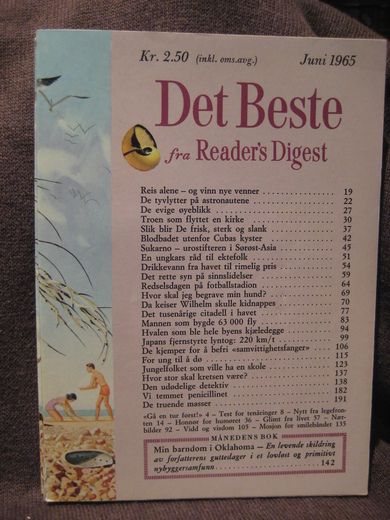 Kr. 2.50 (inkl. oms.avg.) Juni 1965
Det Beste
fra Reader's Digest
Reis alene – og vinn nye venner 19
De tyvlytter på astronautene 22
De evige øyeblikk 27
Troen som flyttet en kirke 30
Slik blir De frisk, sterk og slank 37
Blodbadet utenfor Cubas kyster 42
Sukarno – urostifteren i Sørøst-Asia 45
En ungkars råd til ektefolk 51
Drikkevann fra havet til rimelig pris 54
Det rette syn på sinnslidelser 59
Redselsdagen på fotballstadion 64
Hvor skal jeg begrave min hund? 69
Da keiser Wilhelm skulle kidnappes 70
Det tusenårige citadell i havet 77
Mannen som bygde 63 000 fly 83
Hvalen som ble hele byens kjæledegge 94
Japans fjernstyrte lyntog: 220 km/t 99
De kjemper for å befri «samvittighetsfanger» 106
For ung til å do 115
Jungelfolket som ville ha en skole 123
Hvor stor skal kretsen være? 137
Den udødelige detektiv 138
Vi temmet penicillinet 182
De truende masser 191
«Gå en tur først!» 4 – Test for tenåringer 8 – Nytt fra legefron-
ten 14 – Honnør for humøret 36 – Glimt fra livet 57 – Nær-
bilder 92 – Vidd og visdom 105 – Mosjon for smilebåndet 135
MÅNEDENS BOK
Min barndom i Oklahoma – En levende skildring
av forfatterens guttedager i et lovløst og primitivt
nybyggersamfunn 142